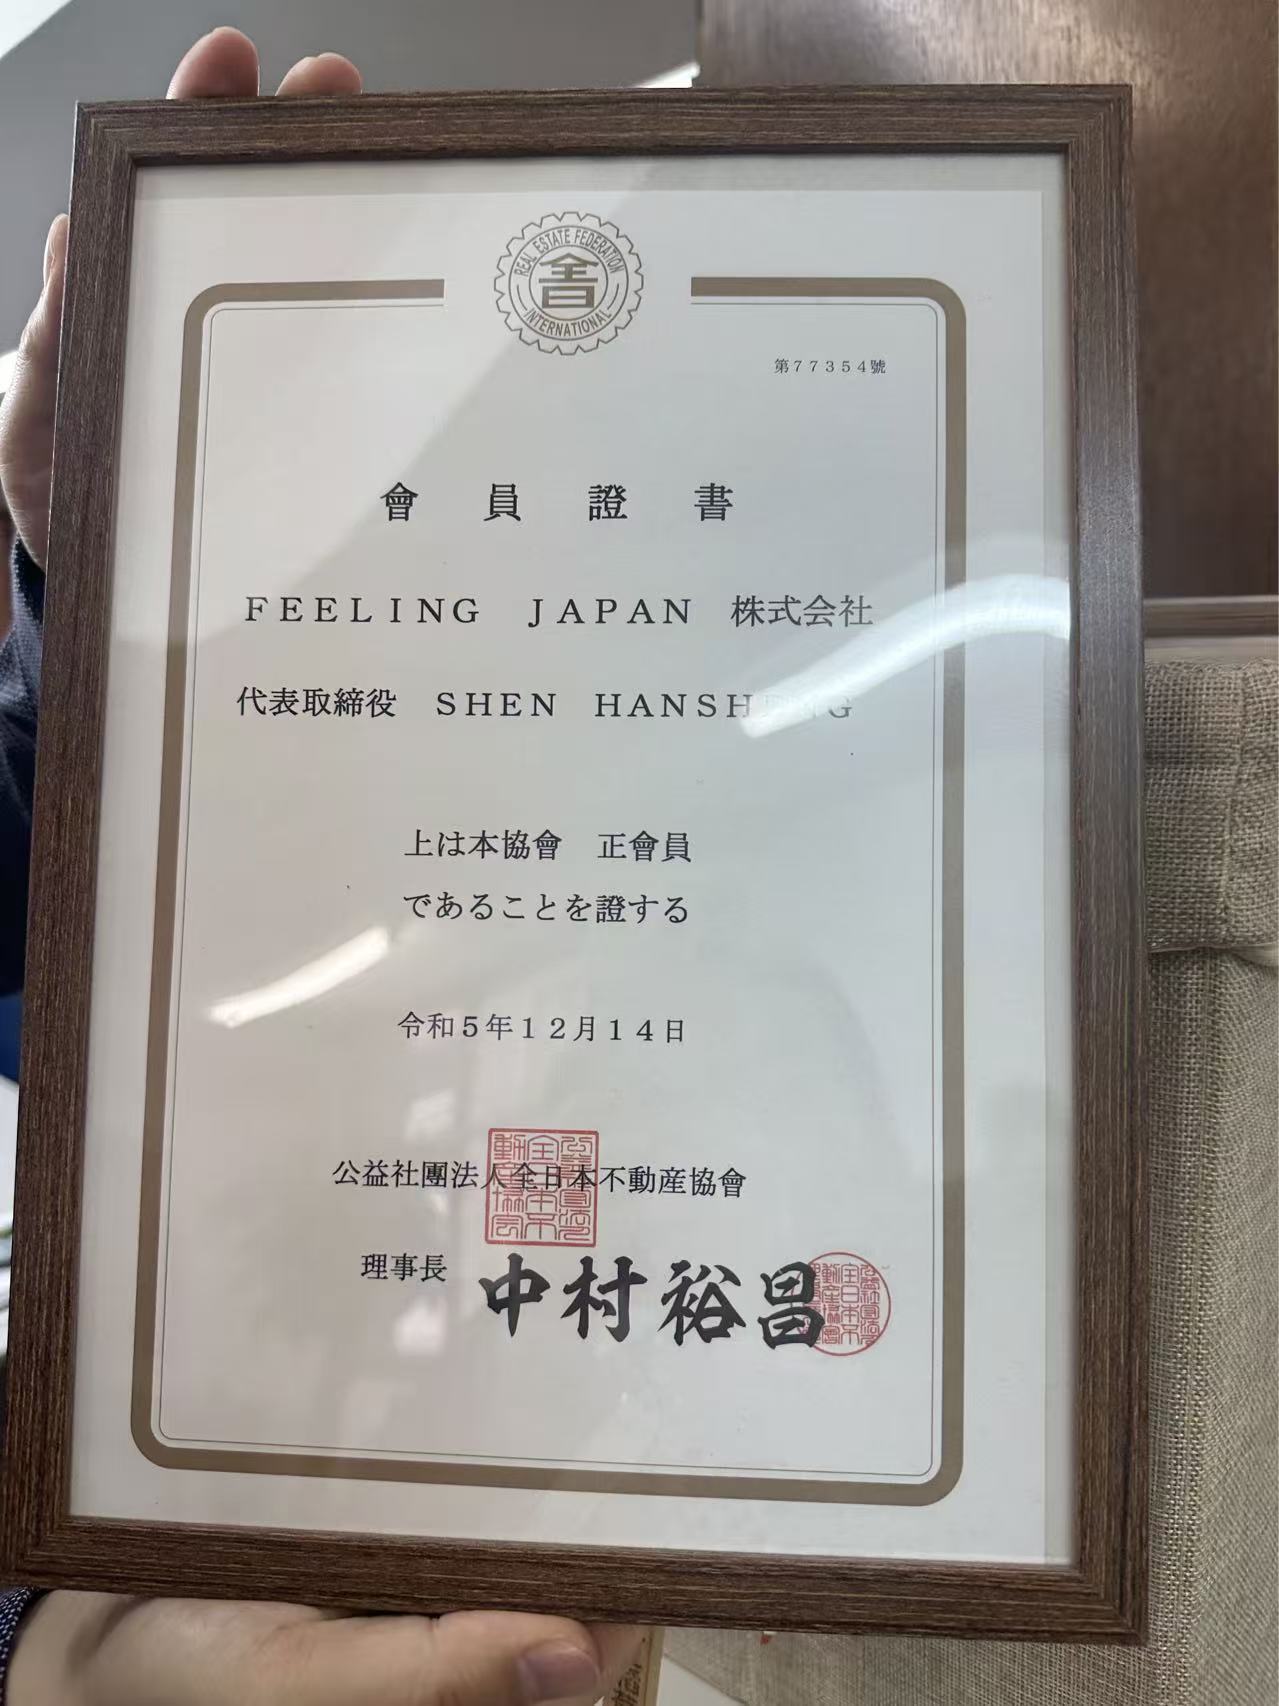 REAL ESTATE FEDERATION
全日
INTERNATIONAL
第77354號
會員證書
FEELING JAPAN 株式会社
代表取締役 SHEN HANSHENG
上は本協會 正會員
であることを證する
令和5年12月14日
公益社團法人全日本不動産協會
理事長 中村裕昌